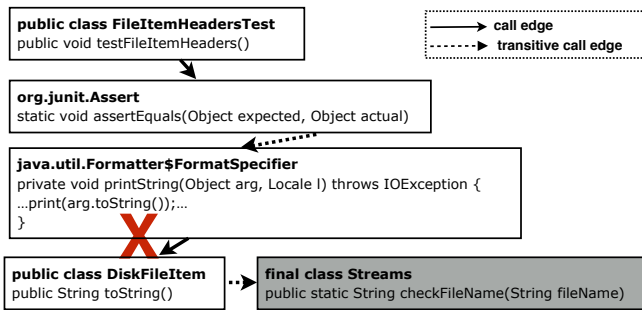 public class FileItemHeadersTest
public void testFileItemHeaders()
call edge
transitive call edge
org.junit.Assert
static void assertEquals(Object expected, Object actual)
java.util.Formatter$FormatSpecifier
private void printString(Object arg, Locale l) throws IOException {
...print(arg.toString());...
}
X
public class DiskFileItem
public String toString()
final class Streams
public static String checkFileName(String fileName)